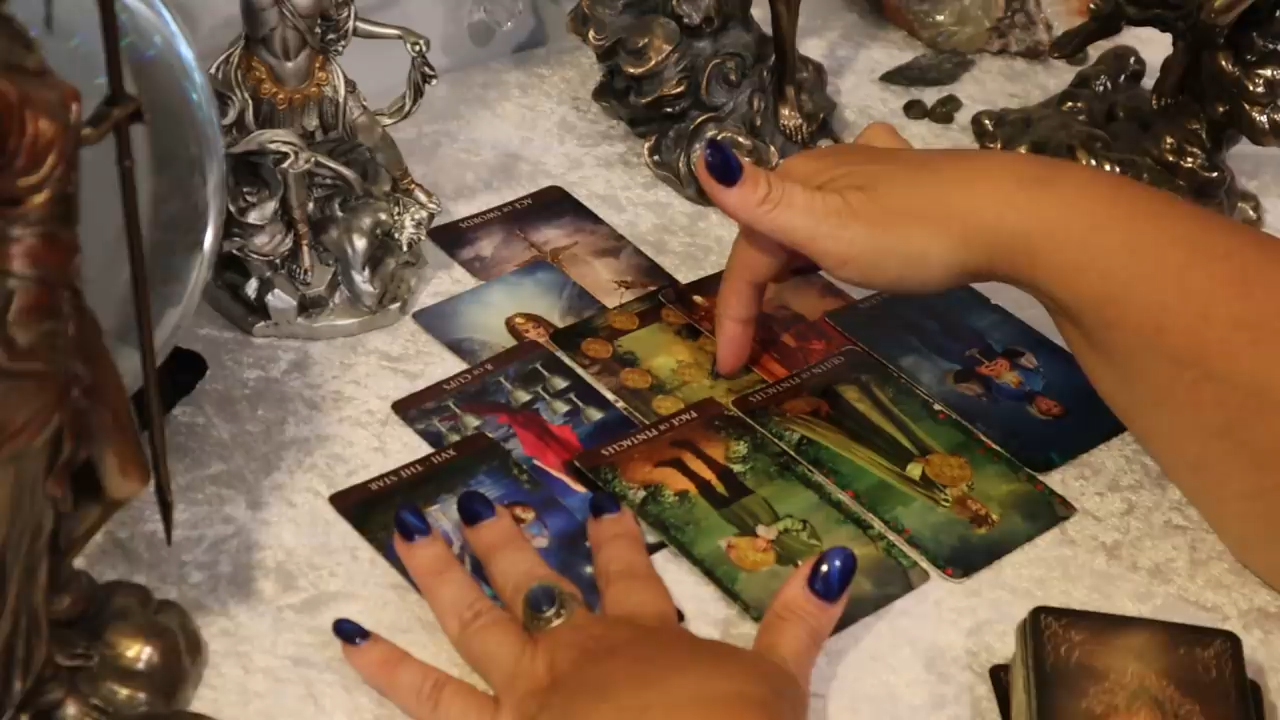 ACE OF SWORDS
8 OF CUPS
QUEEN OF PENTACLES
PAGE OF PENTACLES
XVII · THE STAR